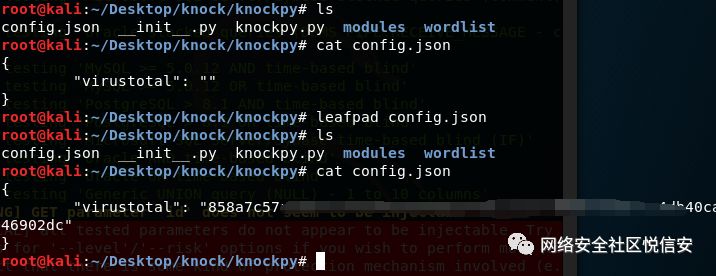 root@kali:~/Desktop/knock/knockpy# ls
config.json  __init__.py  knockpy.py  modules  wordlist
root@kali:~/Desktop/knock/knockpy# cat config.json
{
        "virustotal": ""
}
root@kali:~/Desktop/knock/knockpy# leafpad config.json
root@kali:~/Desktop/knock/knockpy# ls
config.json  __init__.py  knockpy.py  modules  wordlist
root@kali:~/Desktop/knock/knockpy# cat config.json
{
        "virustotal": "858a7c57 4db40ca
46902dc"
}
root@kali:~/Desktop/knock/knockpy#
网络安全社区悦信安